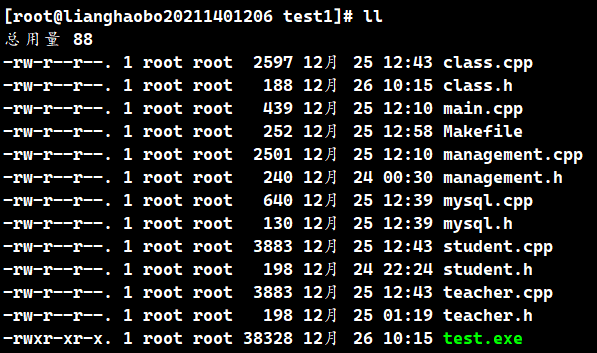 [root@lianghaobo20211401206 test1]# ll
总用量 88
-rw-r--r--. 1 root root  2597 12月  25 12:43 class.cpp
-rw-r--r--. 1 root root   188 12月  26 10:15 class.h
-rw-r--r--. 1 root root   439 12月  25 12:10 main.cpp
-rw-r--r--. 1 root root   252 12月  25 12:58 Makefile
-rw-r--r--. 1 root root  2501 12月  25 12:10 management.cpp
-rw-r--r--. 1 root root   240 12月  24 00:30 management.h
-rw-r--r--. 1 root root   640 12月  25 12:39 mysql.cpp
-rw-r--r--. 1 root root   130 12月  25 12:39 mysql.h
-rw-r--r--. 1 root root  3883 12月  25 12:43 student.cpp
-rw-r--r--. 1 root root   198 12月  24 22:24 student.h
-rw-r--r--. 1 root root  3883 12月  25 12:43 teacher.cpp
-rw-r--r--. 1 root root   198 12月  25 01:19 teacher.h
-rwxr-xr-x. 1 root root 38328 12月  26 10:15 test.exe